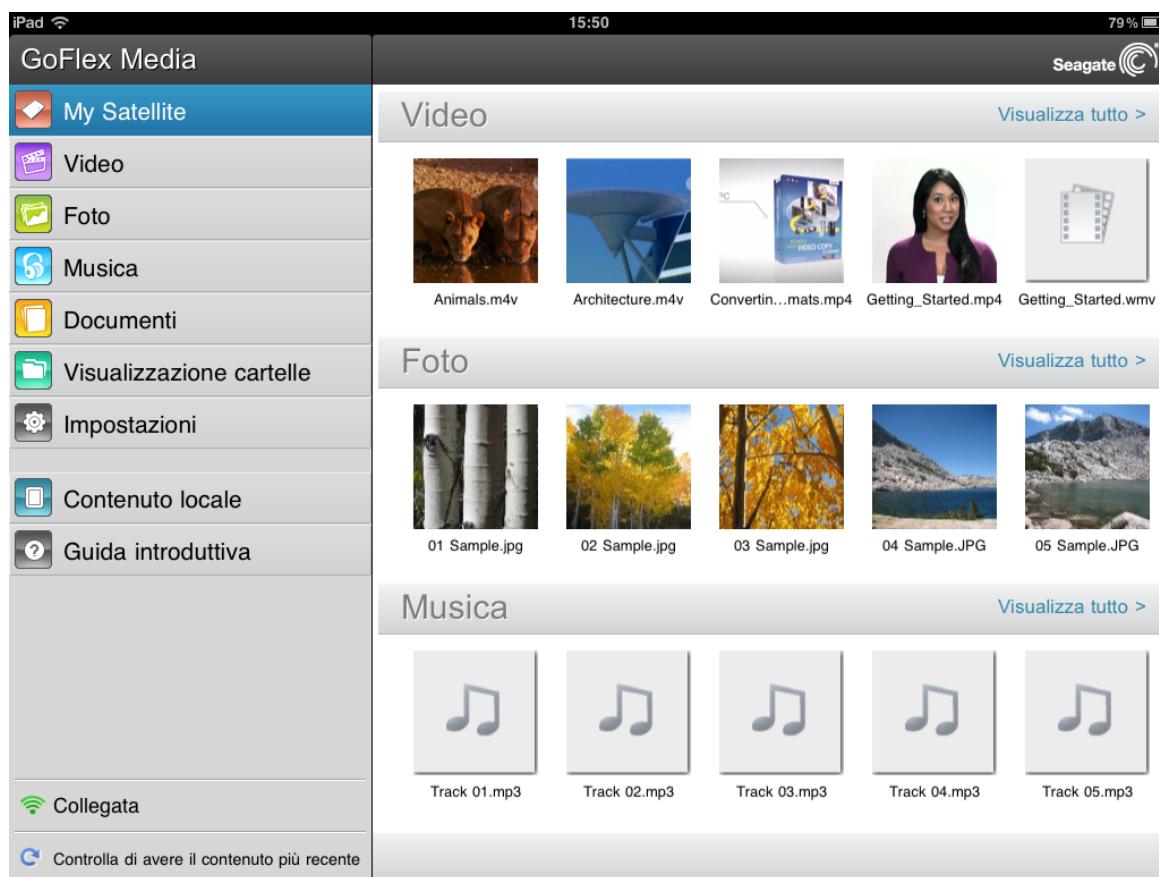 iPad 15:50 79%
GoFlex Media
Seagate
My Satellite
Video
Foto
Musica
Documenti
Visualizzazione cartelle
Impostazioni
Contenuto locale
Guida introduttiva
Collegata
Controlla di avere il contenuto più recente
Video Visualizza tutto >
PC
VIDEO COPY
Animals.m4v Architecture.m4v Convertin...mats.mp4 Getting_Started.mp4 Getting_Started.wmv
Foto Visualizza tutto >
01 Sample.jpg 02 Sample.jpg 03 Sample.jpg 04 Sample.JPG 05 Sample.JPG
Musica Visualizza tutto >
Track 01.mp3 Track 02.mp3 Track 03.mp3 Track 04.mp3 Track 05.mp3